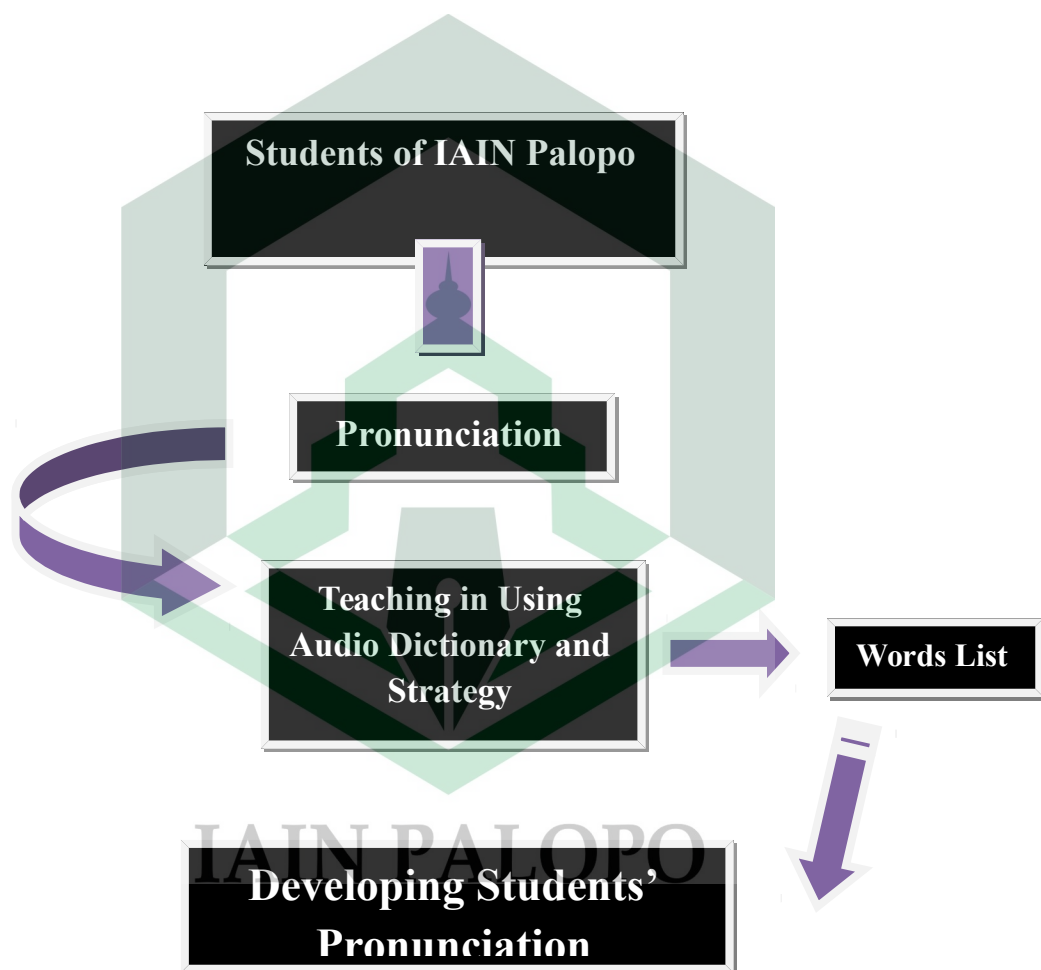 Students of IAIN Palopo
Pronunciation
Teaching in Using
Audio Dictionary and
Strategy
Words List
IAIN PALOPO
Developing Students’
Pronunciation